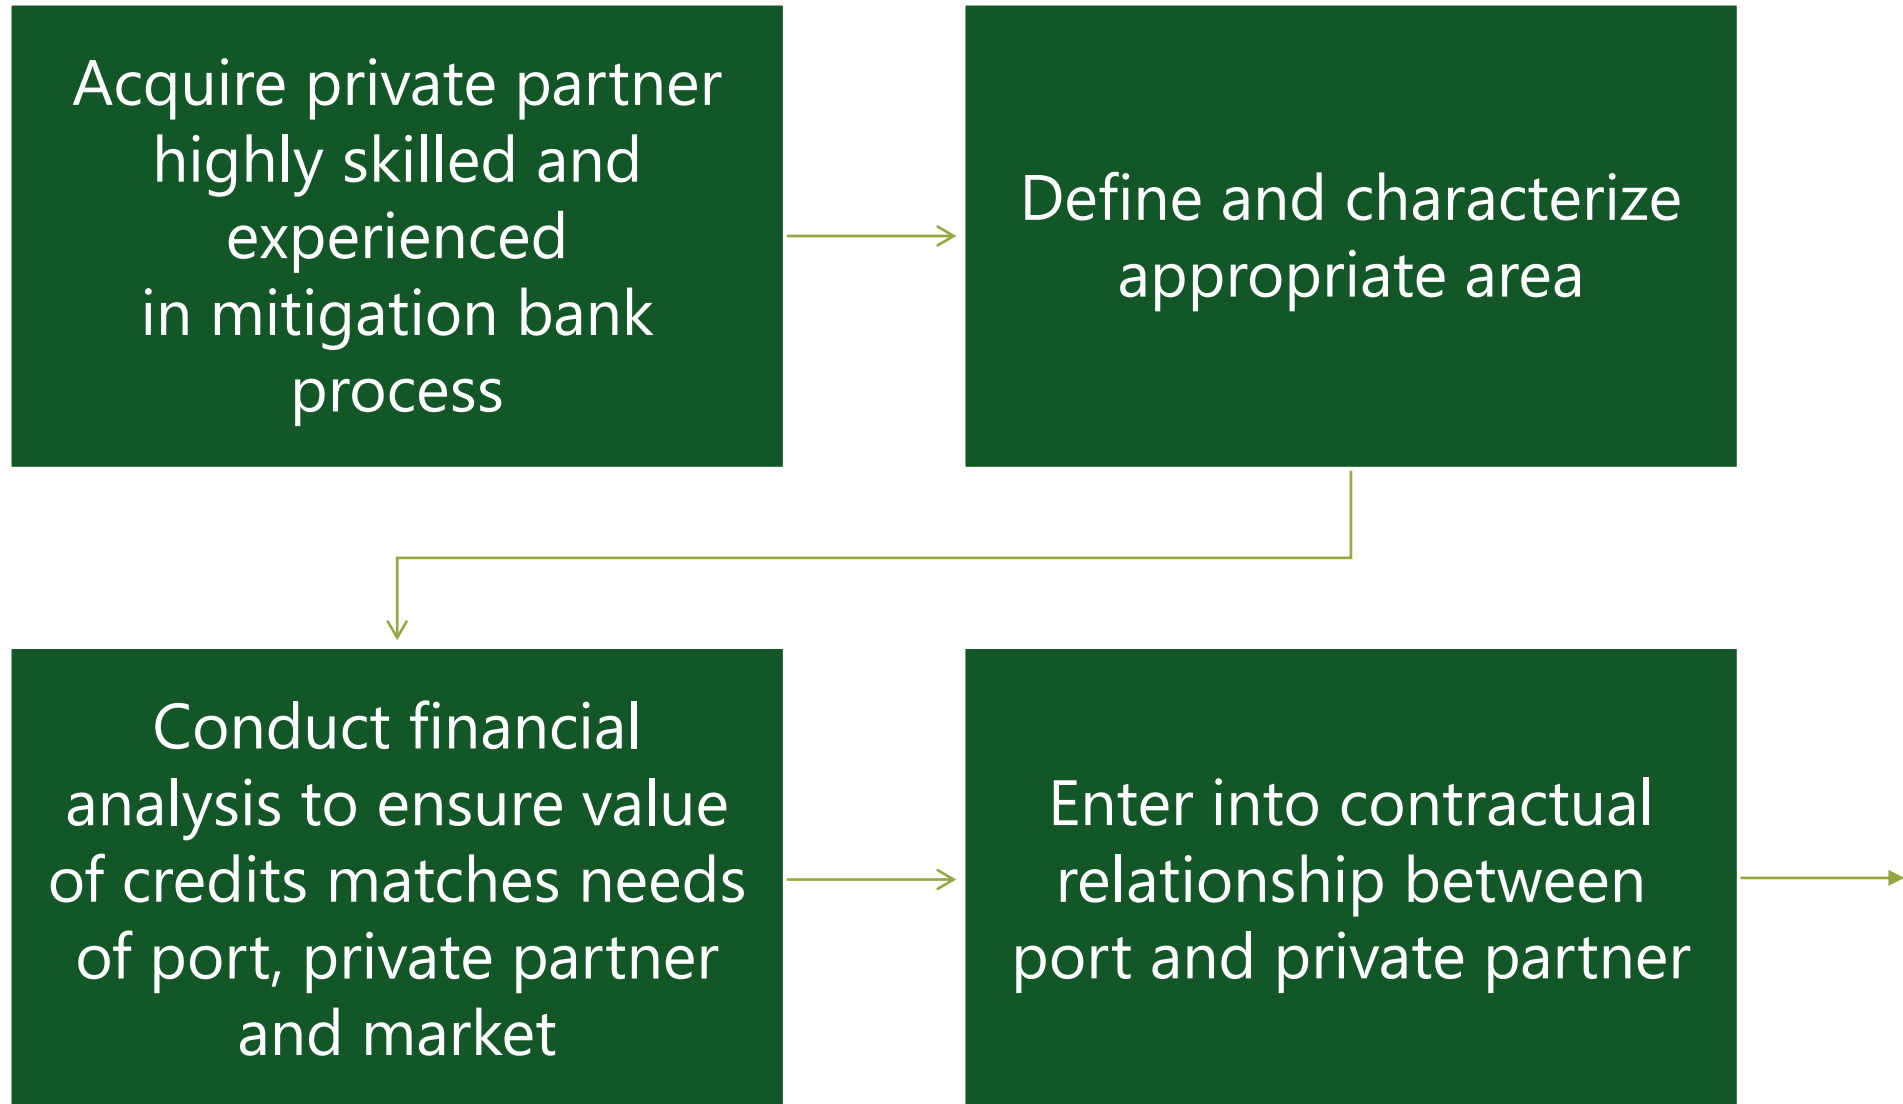 Acquire private partner
highly skilled and
experienced
in mitigation bank
process
Define and characterize
appropriate area
Conduct financial
analysis to ensure value
of credits matches needs
of port, private partner
and market
Enter into contractual
relationship between
port and private partner